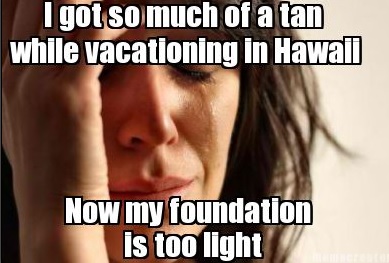 I got so much of a tan
while vacationing in Hawaii
Now my foundation
is too light